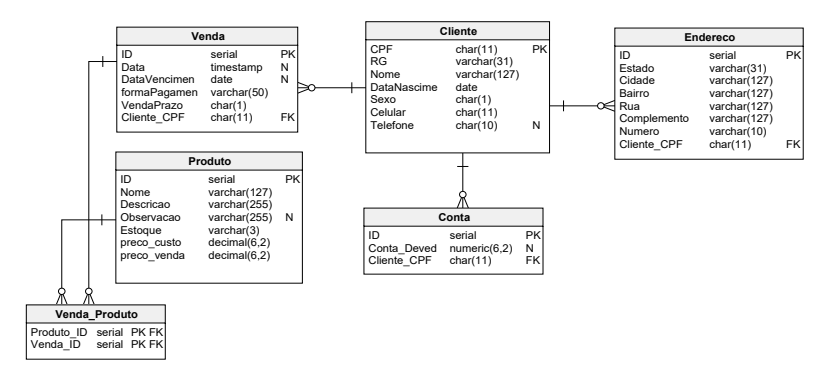 Venda
ID serial PK
Data timestamp N
DataVencimen date N
formaPagamen varchar(50)
VendaPrazo char(1)
Cliente_CPF char(11) FK
Cliente
CPF char(11) PK
RG varchar(31)
Nome varchar(127)
DataNascime date
Sexo char(1)
Celular char(11)
Telefone char(10) N
Endereco
ID serial PK
Estado varchar(31)
Cidade varchar(127)
Bairro varchar(127)
Rua varchar(127)
Complemento varchar(127)
Numero varchar(10)
Cliente_CPF char(11) FK
Produto
ID serial PK
Nome varchar(127)
Descricao varchar(255)
Observacao varchar(255) N
Estoque varchar(3)
preco_custo decimal(6,2)
preco_venda decimal(6,2)
Conta
ID serial PK
Conta_Deved numeric(6,2) N
Cliente_CPF char(11) FK
Venda_Produto
Produto_ID serial PK FK
Venda_ID serial PK FK